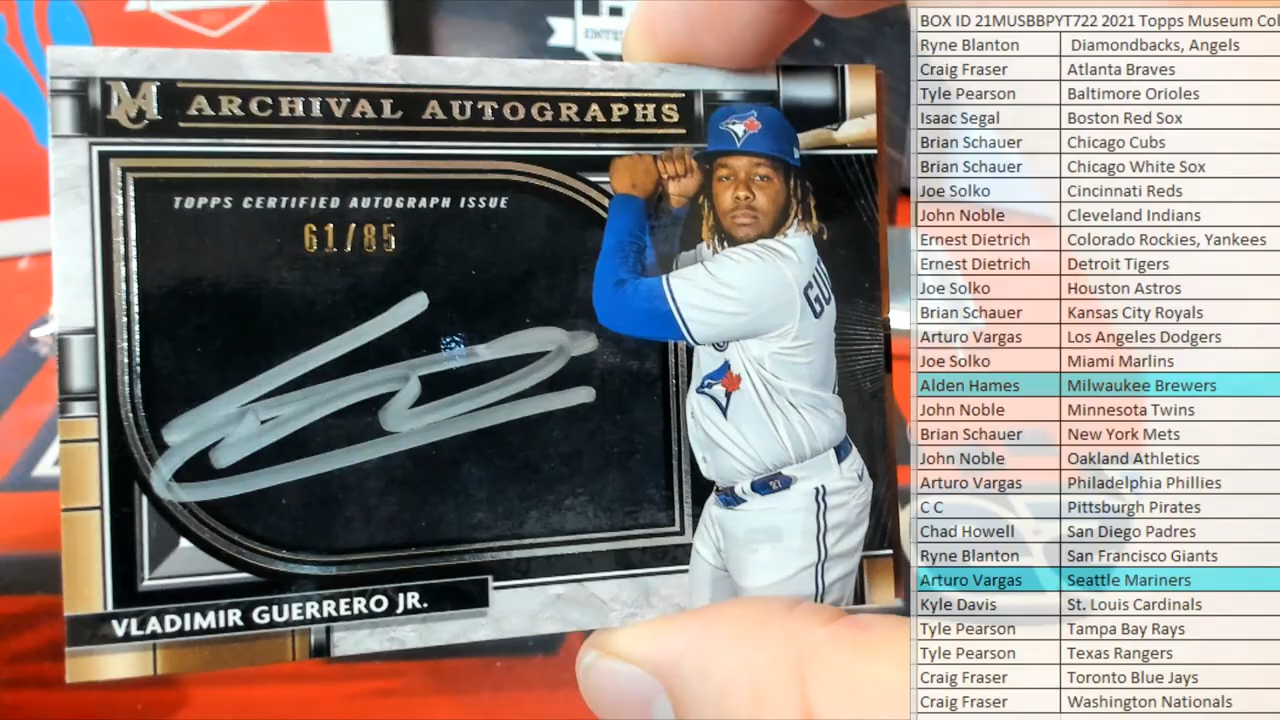 M ARCHIVAL AUTOGRAPHS
TOPPS CERTIFIED AUTOGRAPH ISSUE
61/85
GU
27
VLADIMIR GUERRERO JR.
BOX ID 21MUSBBPYT722 2021 Topps Museum Col
Ryne Blanton Diamondbacks, Angels
Craig Fraser Atlanta Braves
Tyle Pearson Baltimore Orioles
Isaac Segal Boston Red Sox
Brian Schauer Chicago Cubs
Brian Schauer Chicago White Sox
Joe Solko Cincinnati Reds
John Noble Cleveland Indians
Ernest Dietrich Colorado Rockies, Yankees
Ernest Dietrich Detroit Tigers
Joe Solko Houston Astros
Brian Schauer Kansas City Royals
Arturo Vargas Los Angeles Dodgers
Joe Solko Miami Marlins
Alden Hames Milwaukee Brewers
John Noble Minnesota Twins
Brian Schauer New York Mets
John Noble Oakland Athletics
Arturo Vargas Philadelphia Phillies
C C Pittsburgh Pirates
Chad Howell San Diego Padres
Ryne Blanton San Francisco Giants
Arturo Vargas Seattle Mariners
Kyle Davis St. Louis Cardinals
Tyle Pearson Tampa Bay Rays
Tyle Pearson Texas Rangers
Craig Fraser Toronto Blue Jays
Craig Fraser Washington Nationals